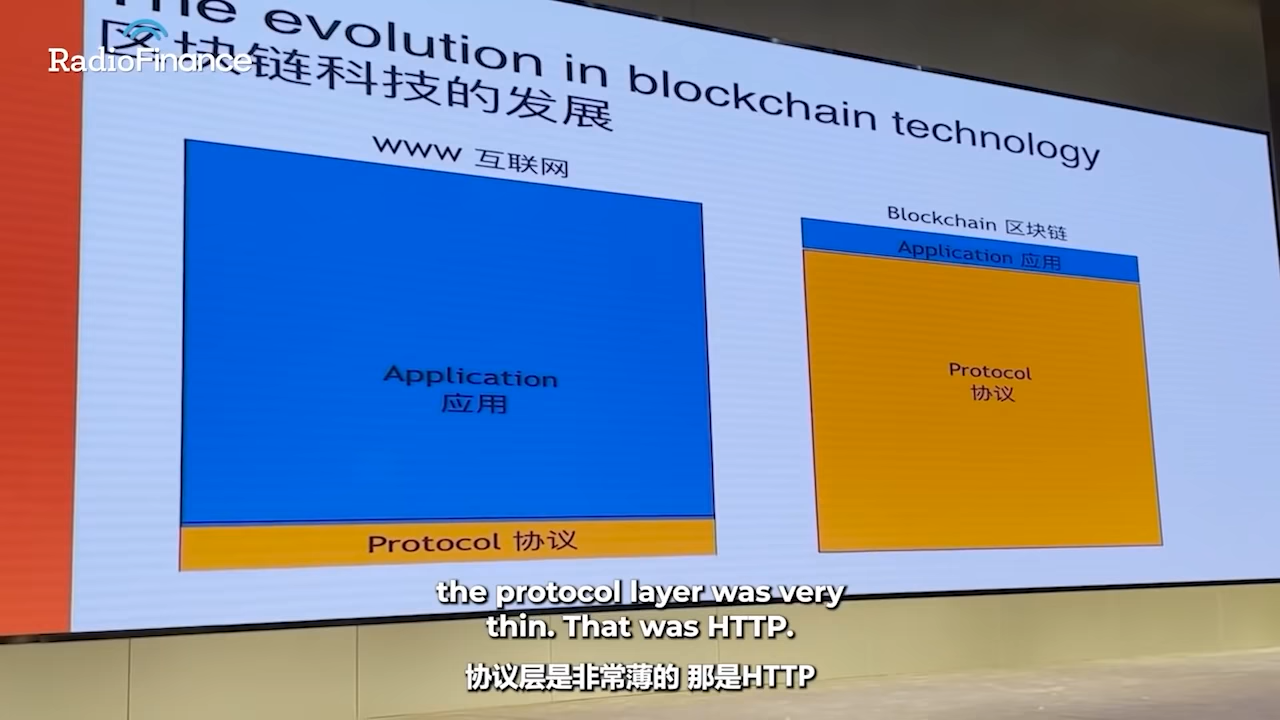 The evolution in blockchain technology
RadioFinance
区块链科技的发展
WWW 互联网
Blockchain 区块链
Application 应用
Application
应用
Protocol
协议
Protocol 协议
the protocol layer was very
thin. That was HTTP.
协议层是非常薄的 那是HTTP